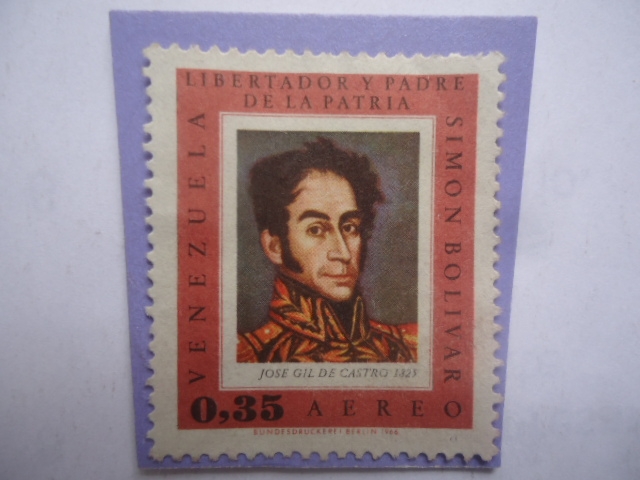 LIBERTADOR Y PADRE
DE LA PATRIA
VENEZUELA
SIMON BOLIVAR
JOSE GIL DE CASTRO 1825
0,35 AEREO
BUNDESDRUCKEREI BERLIN 1966